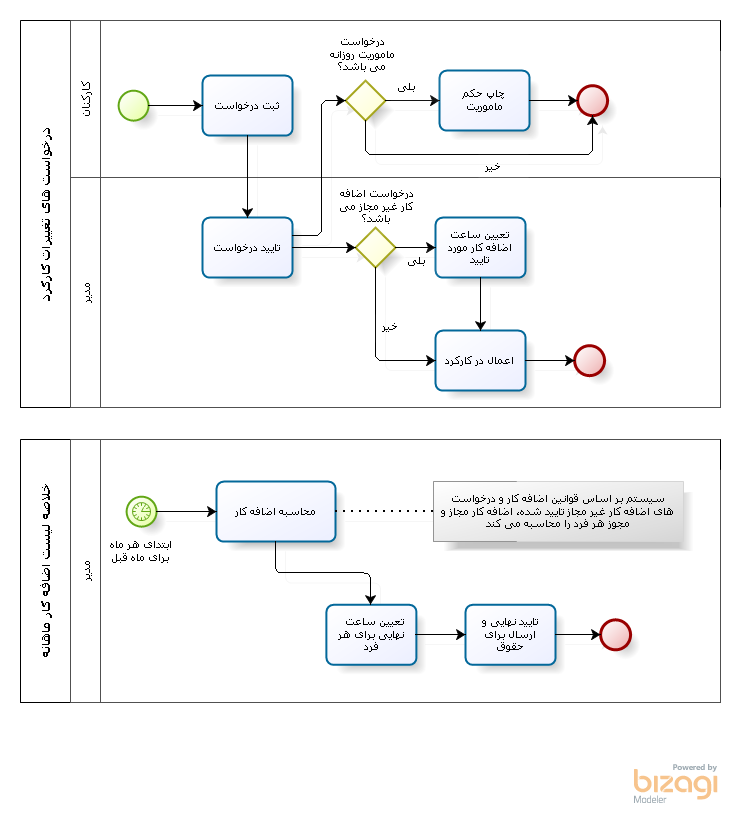 درخواست های تغییرات کارکرد
کارکنان
مدیر
ثبت درخواست
درخواست
ماموریت روزانه
می باشد؟
بلی
چاپ حکم
ماموریت
خیر
تایید درخواست
درخواست اضافه
کار غیر مجاز می
باشد؟
بلی
تعیین ساعت
اضافه کار مورد
تایید
خیر
اعمال در کارکرد
خلاصه لیست اضافه کار ماهانه
مدیر
ابتدای هر ماه
برای ماه قبل
محاسبه اضافه کار
سیستم بر اساس قوانین اضافه کار و درخواست
های اضافه کار غیر مجاز تایید شده، اضافه کار مجاز و
مجوز هر فرد را محاسبه می کند
تعیین ساعت
نهایی برای هر
فرد
تایید نهایی و
ارسال برای
حقوق
Powered by
bizagi
Modeler